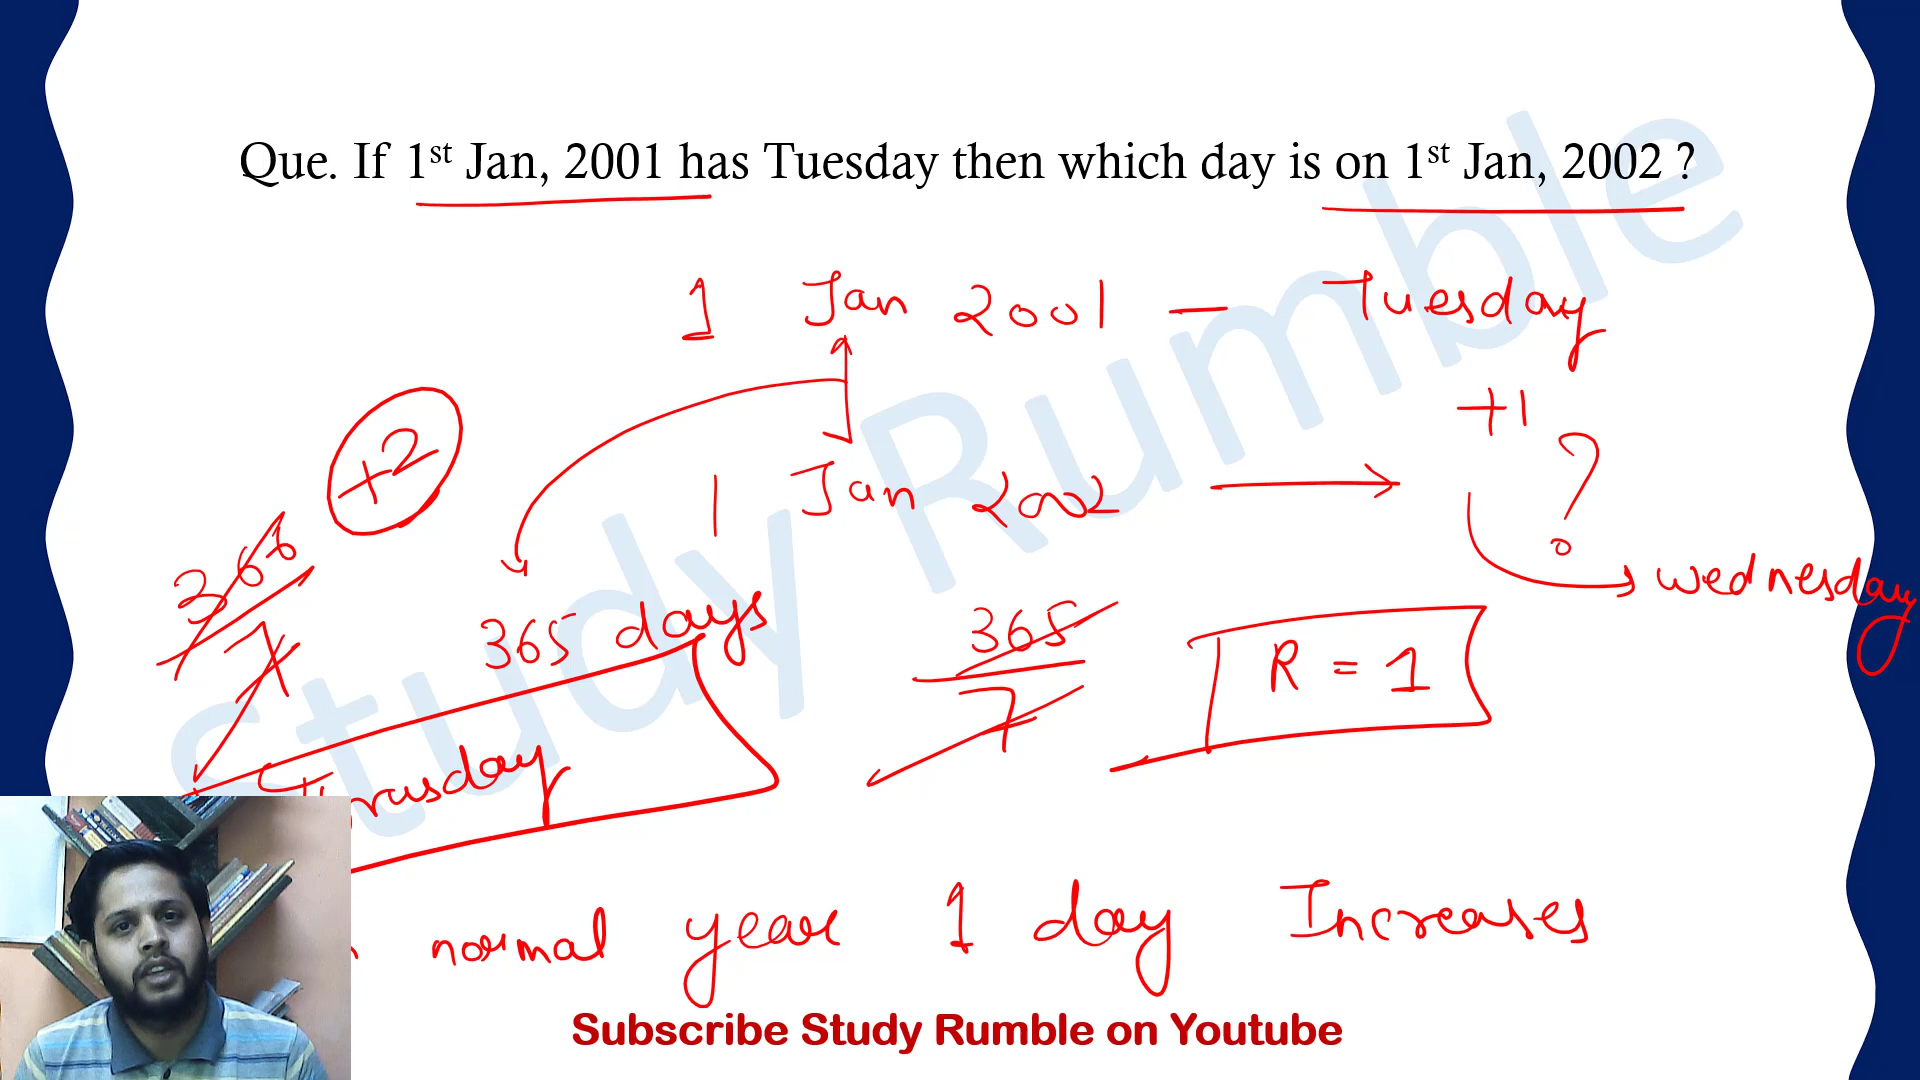 Que. If 1st Jan, 2001 has Tuesday then which day is on 1st Jan, 2002 ?
1 Jan 2001 — Tuesday
+1
+2
1 Jan 2002 → ?
wednesday
366/7
365 days
365/7
R = 1
normal year 1 day Increases
Subscribe Study Rumble on Youtube
Study Rumble